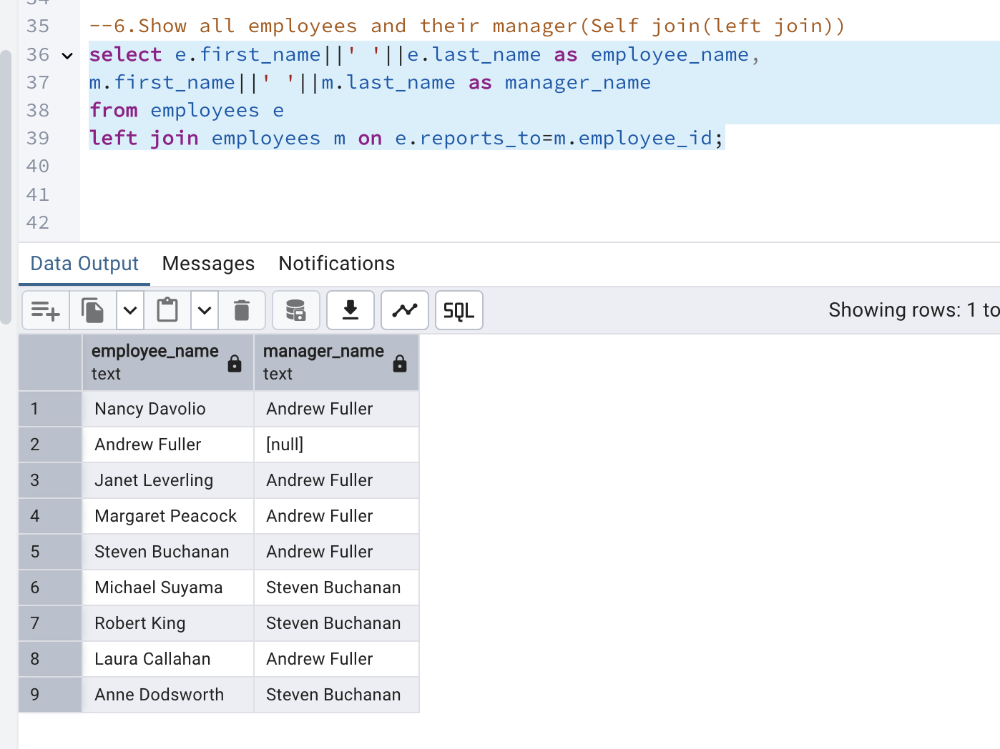 35 --6.Show all employees and their manager(Self join(left join))
36 select e.first_name||' '||e.last_name as employee_name,
37 m.first_name||' '||m.last_name as manager_name
38 from employees e
39 left join employees m on e.reports_to=m.employee_id;
40
41
42
Data Output Messages Notifications
SQL Showing rows: 1 to
employee_name manager_name
text text
1 Nancy Davolio Andrew Fuller
2 Andrew Fuller [null]
3 Janet Leverling Andrew Fuller
4 Margaret Peacock Andrew Fuller
5 Steven Buchanan Andrew Fuller
6 Michael Suyama Steven Buchanan
7 Robert King Steven Buchanan
8 Laura Callahan Andrew Fuller
9 Anne Dodsworth Steven Buchanan